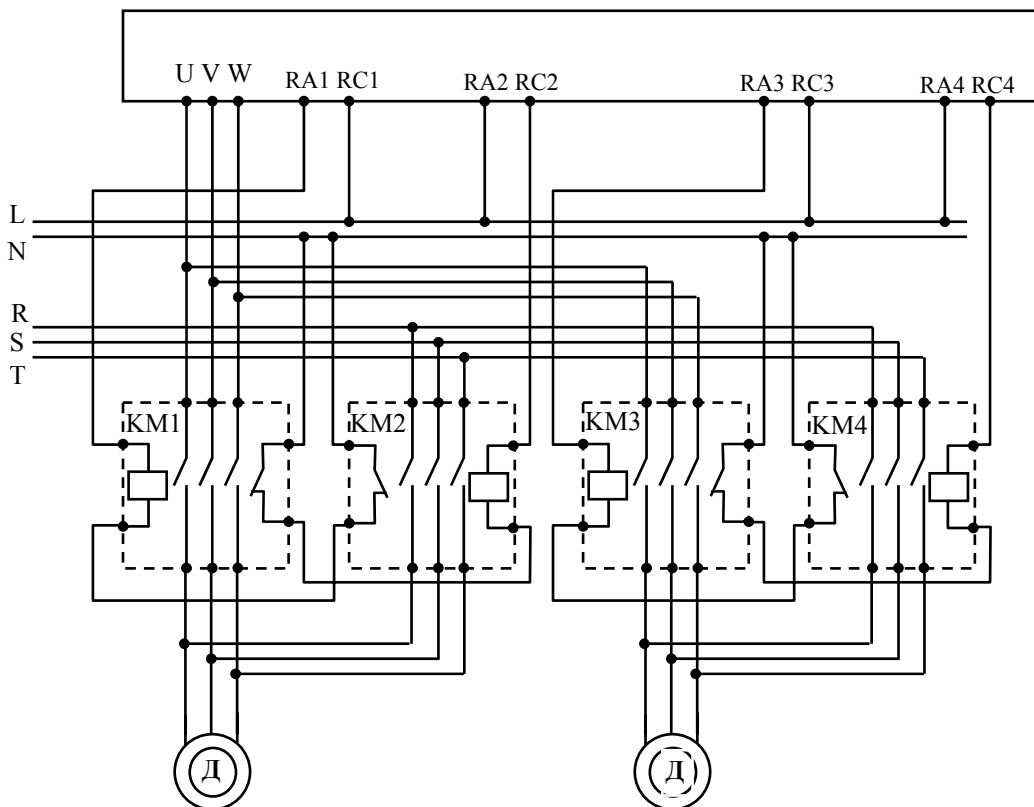 U V W
RA1 RC1
RA2 RC2
RA3 RC3
RA4 RC4
L
N
R
S
T
KM1
KM2
KM3
KM4
Д
Д